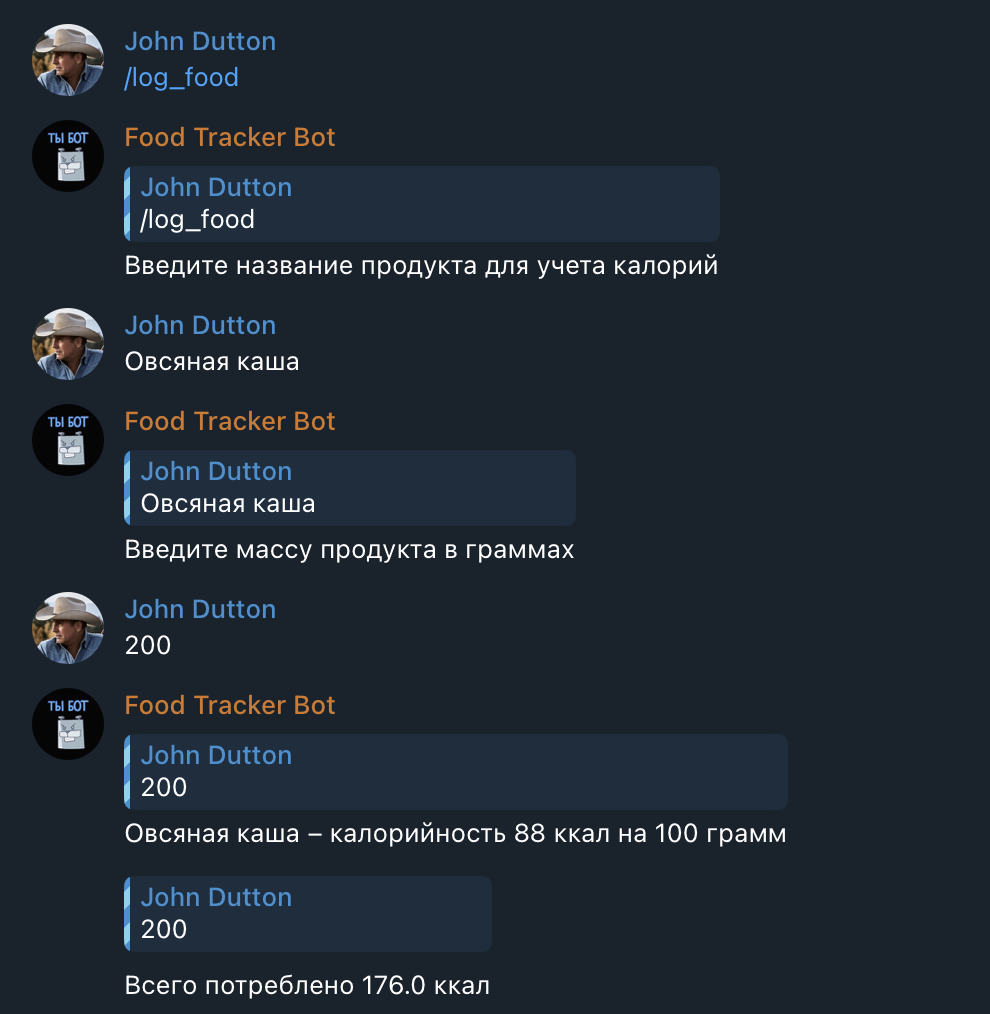 John Dutton
/log_food
ТЫ БОТ
Food Tracker Bot
John Dutton
/log_food
Введите название продукта для учета калорий
John Dutton
Овсяная каша
ТЫ БОТ
Food Tracker Bot
John Dutton
Овсяная каша
Введите массу продукта в граммах
John Dutton
200
ТЫ БОТ
Food Tracker Bot
John Dutton
200
Овсяная каша – калорийность 88 ккал на 100 грамм
John Dutton
200
Всего потреблено 176.0 ккал